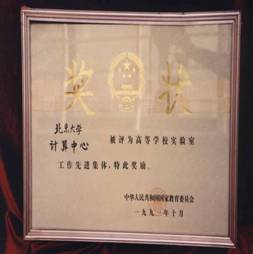 奖状
北京大学
计算中心 被评为高等学校实验室
工作先进集体，特此奖励。
中华人民共和国国家教育委员会
一九九三年十月